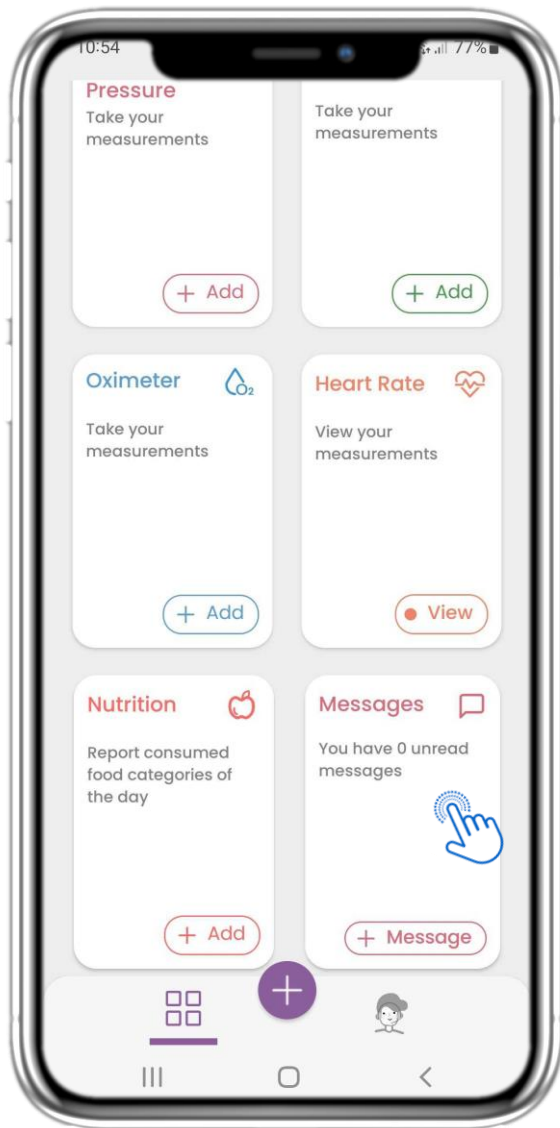 10:54
77%
Pressure
Take your
measurements
+ Add
Take your
measurements
+ Add
Oximeter
O2
Take your
measurements
+ Add
Heart Rate
View your
measurements
View
Nutrition
Report consumed
food categories of
the day
+ Add
Messages
You have 0 unread
messages
+ Message